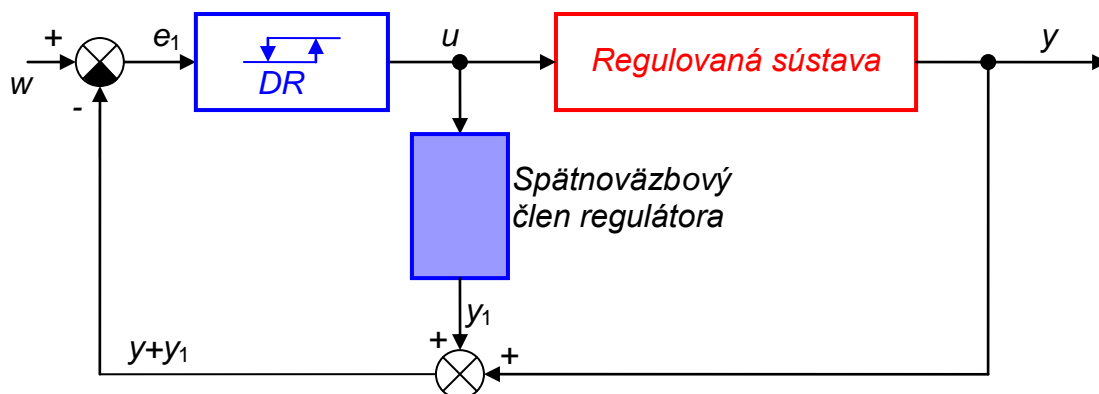 +
w
-
e1
DR
u
Regulovaná sústava
y
Spätnoväzbový
člen regulátora
y1
+
+
y+y1